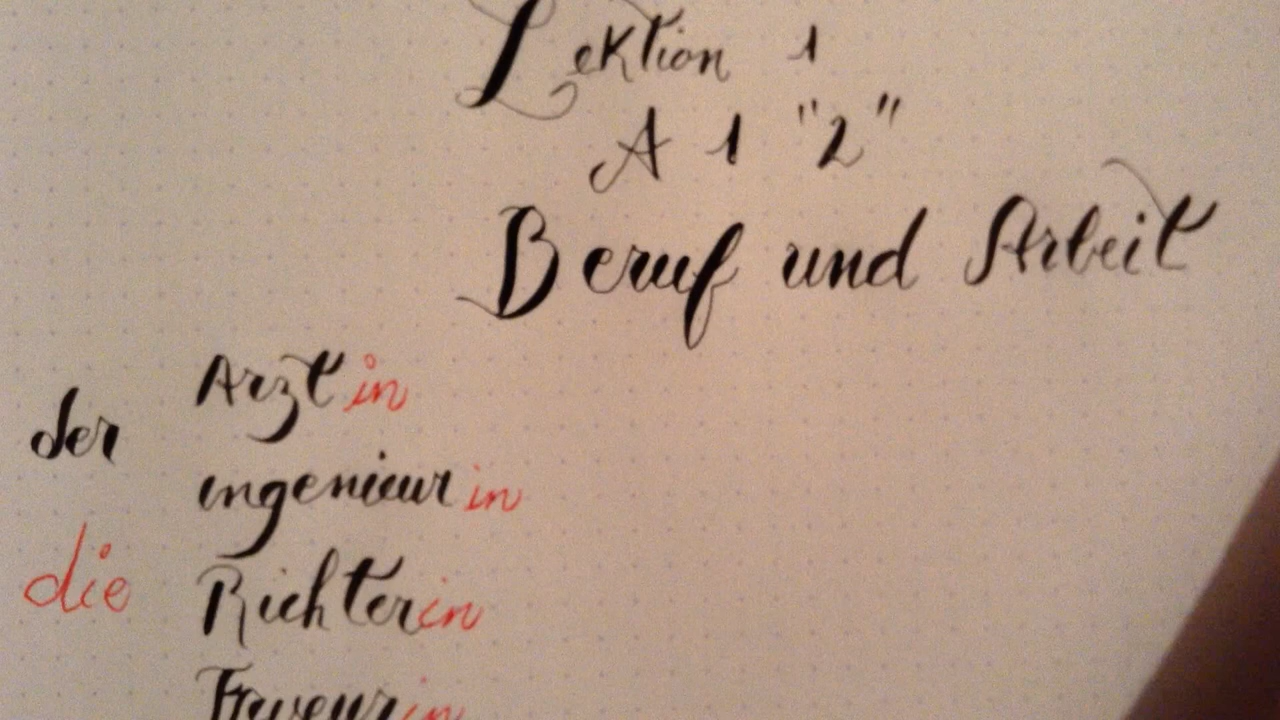 Lektion 1
A 1 "2"
Beruf und Arbeit
Arztin
der
ingenieurin
die
Richterin